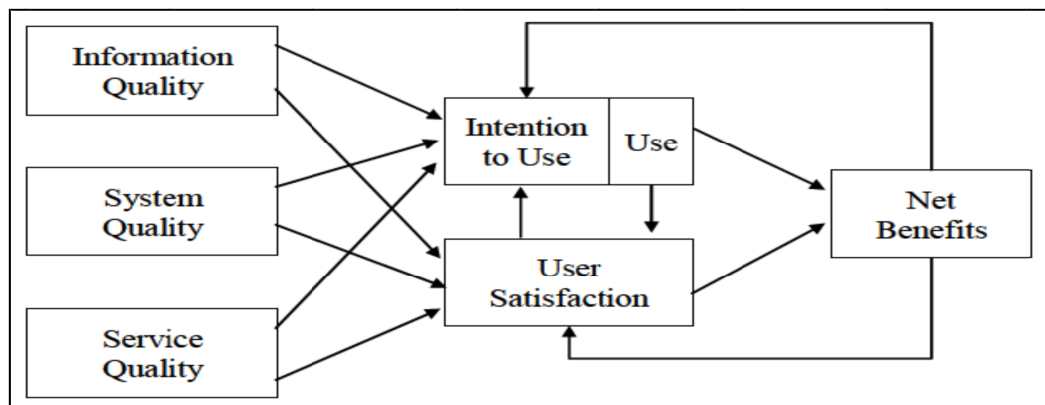 Information
Quality
Intention
to Use
Use
System
Quality
Net
Benefits
User
Satisfaction
Service
Quality